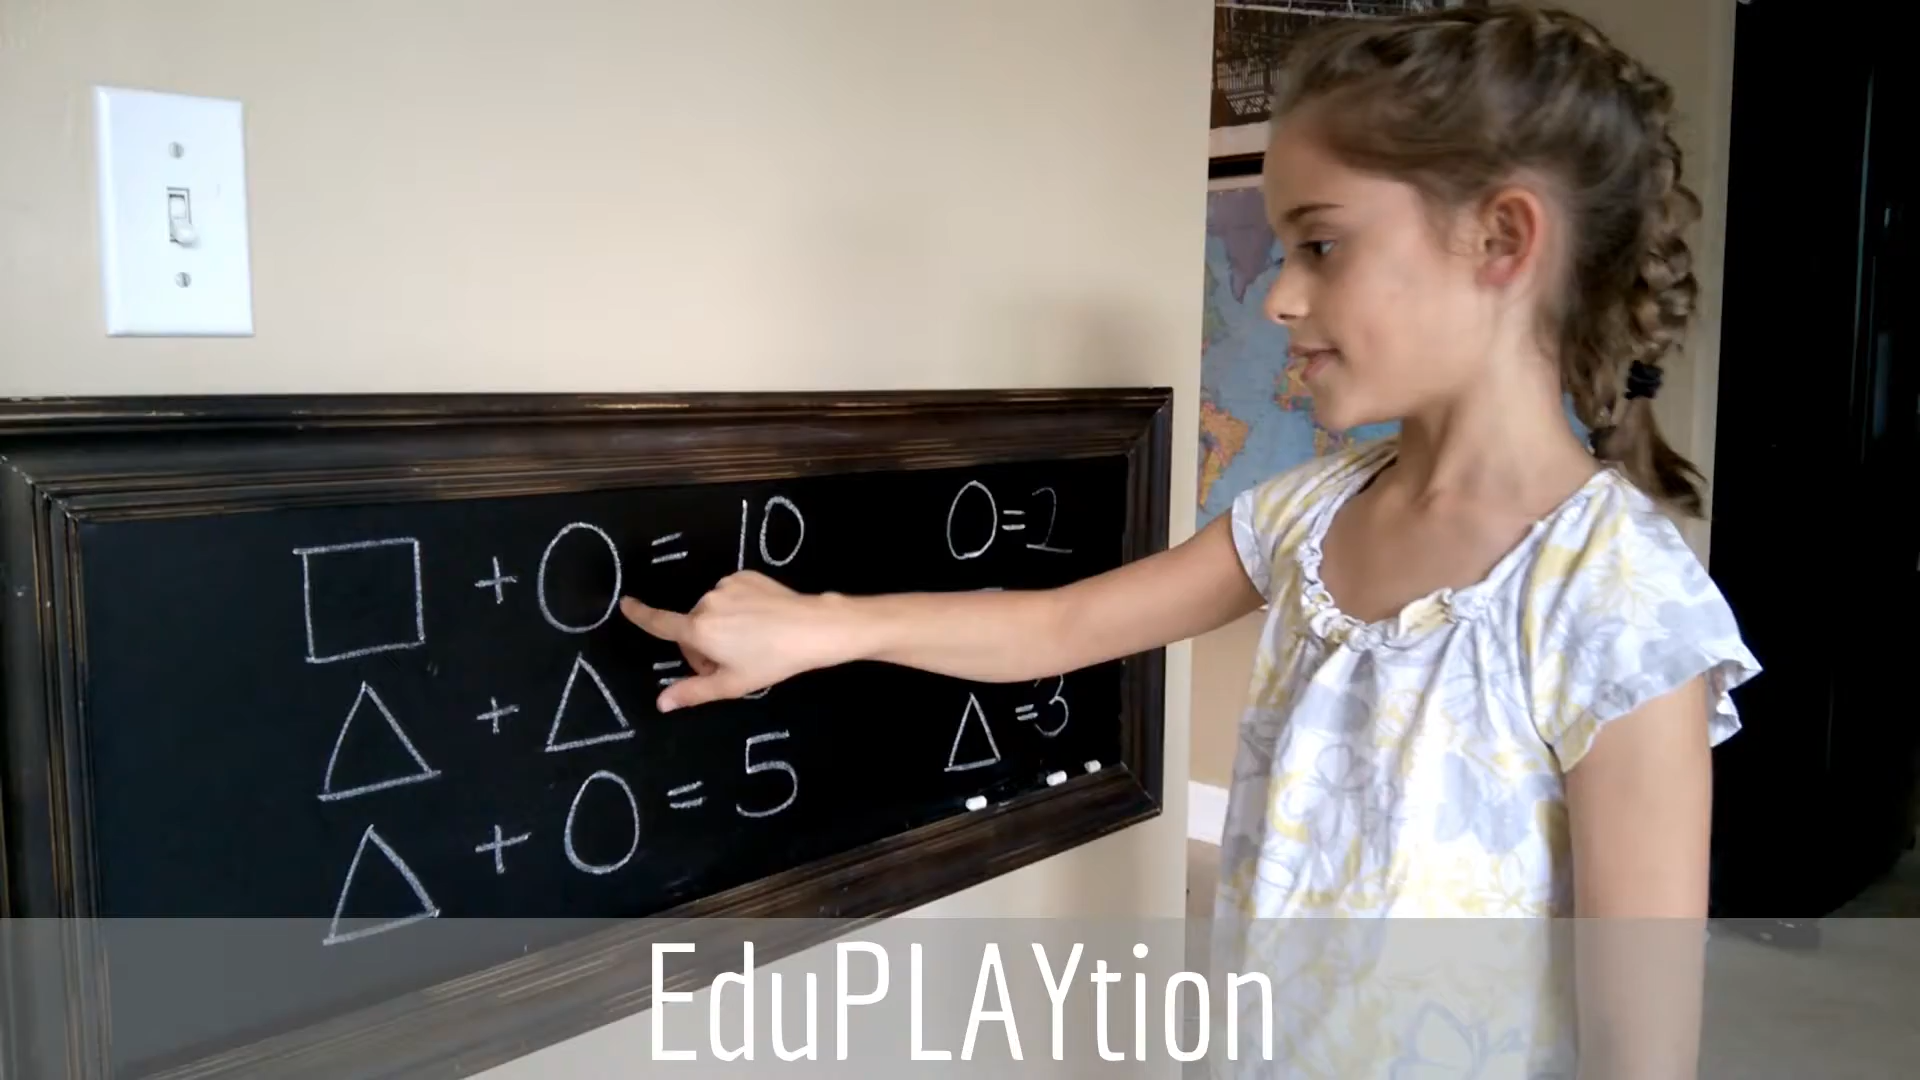 □ + O = 10
O = 2
△ + △ =
△ = 3
△ + O = 5
EduPLAYtion